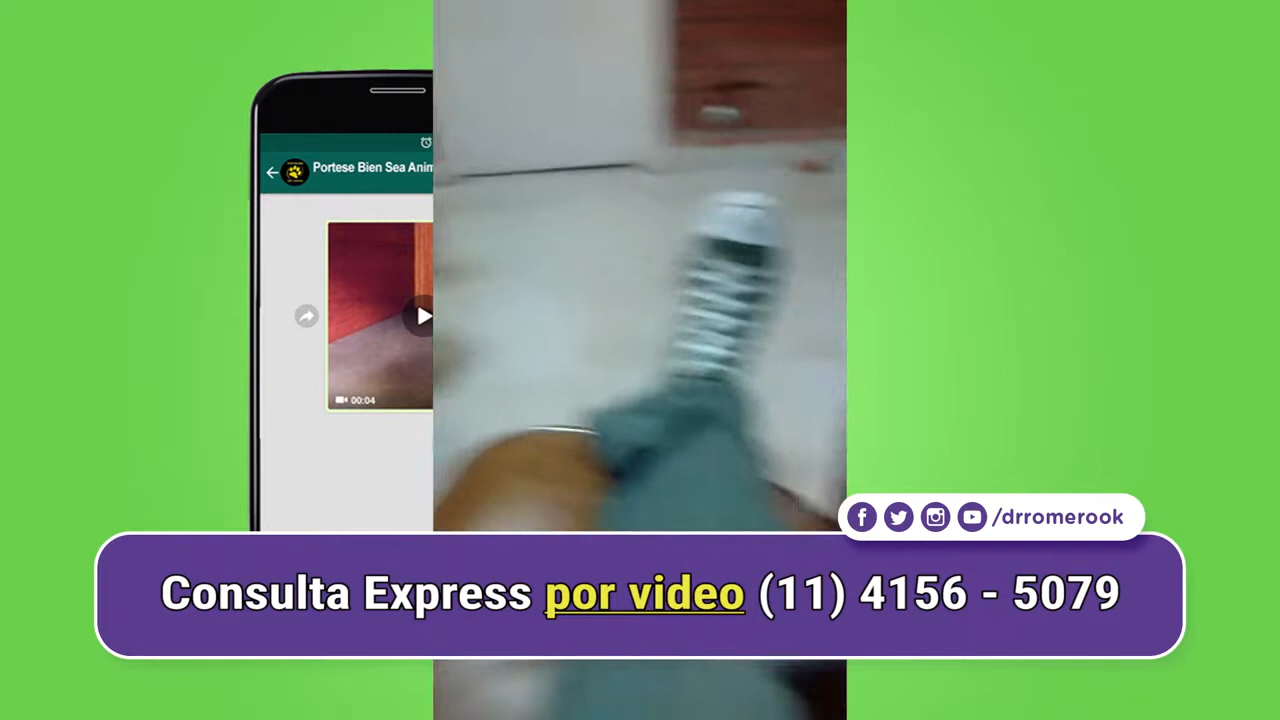 Portese Bien Sea Anim
00:04
/drromerook
Consulta Express por video (11) 4156 - 5079